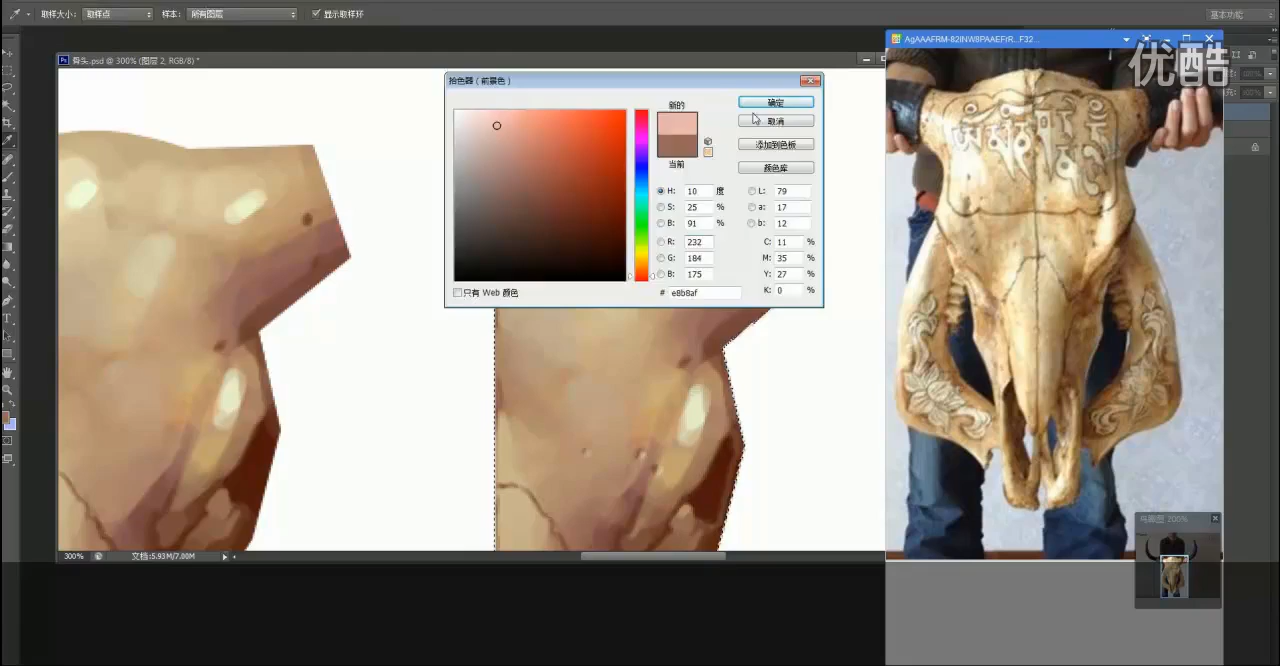 取样大小: 取样点 样本: 所有图层 显示取样环 基本功能
Ps 骨头.psd @ 300% (图层 2, RGB/8) *
拾色器（前景色）
新的
当前
确定
取消
添加到色板
颜色库
H: 10 度 L: 79
S: 25 % a: 17
B: 91 % b: 12
R: 232 C: 11 %
G: 184 M: 35 %
B: 175 Y: 27 %
# e8b8af K: 0 %
只有 Web 颜色
300% 文档:5.93M/7.00M
优酷
200%